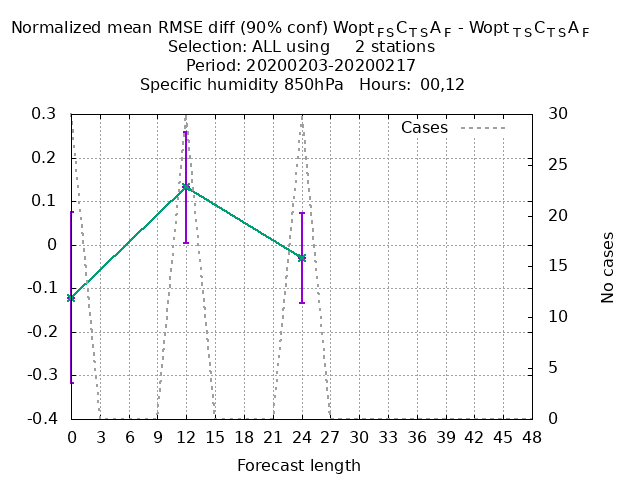 Normalized mean RMSE diff (90% conf) Wopt FS C TS A F - Wopt TS C TS A F
Selection: ALL using 2 stations
Period: 20200203-20200217
Specific humidity 850hPa Hours: 00,12
0.3 30
Cases
0.2 25
0.1 20
0 15
-0.1 10
-0.2 5
-0.3 0
-0.4
No cases
0 3 6 9 12 15 18 21 24 27 30 33 36 39 42 45 48
Forecast length